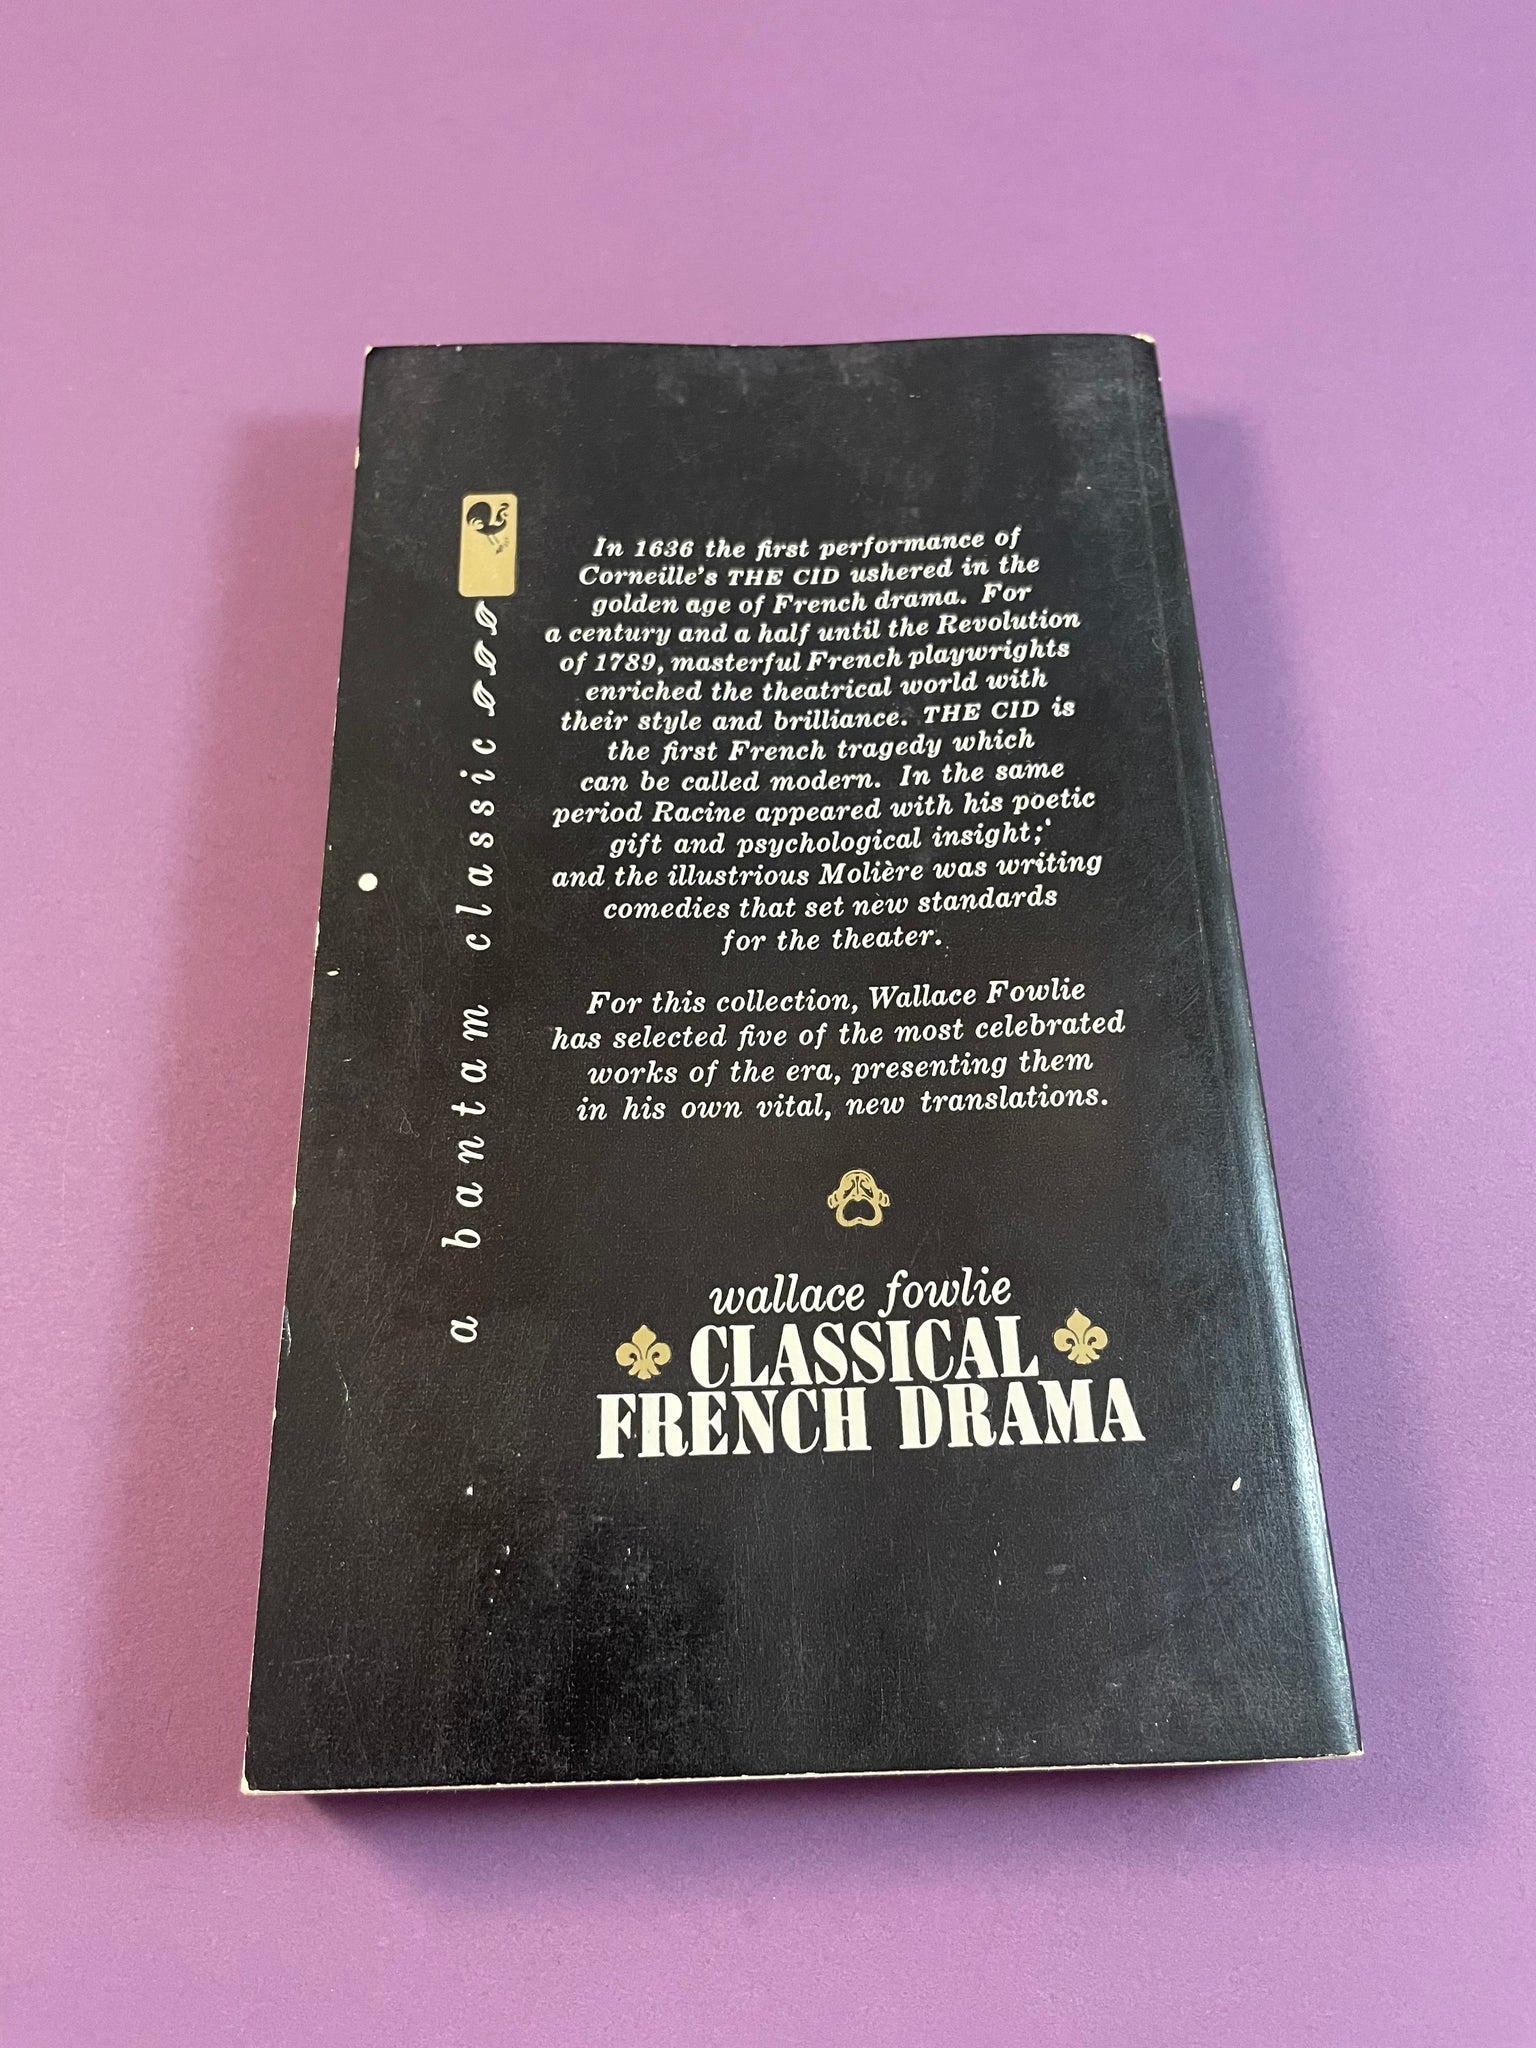 a bantam classic
In 1636 the first performance of
Corneille's THE CID ushered in the
golden age of French drama. For
a century and a half until the Revolution
of 1789, masterful French playwrights
enriched the theatrical world with
their style and brilliance. THE CID is
the first French tragedy which
can be called modern. In the same
period Racine appeared with his poetic
gift and psychological insight;
and the illustrious Molière was writing
comedies that set new standards
for the theater.
For this collection, Wallace Fowlie
has selected five of the most celebrated
works of the era, presenting them
in his own vital, new translations.
wallace fowlie
CLASSICAL
FRENCH DRAMA